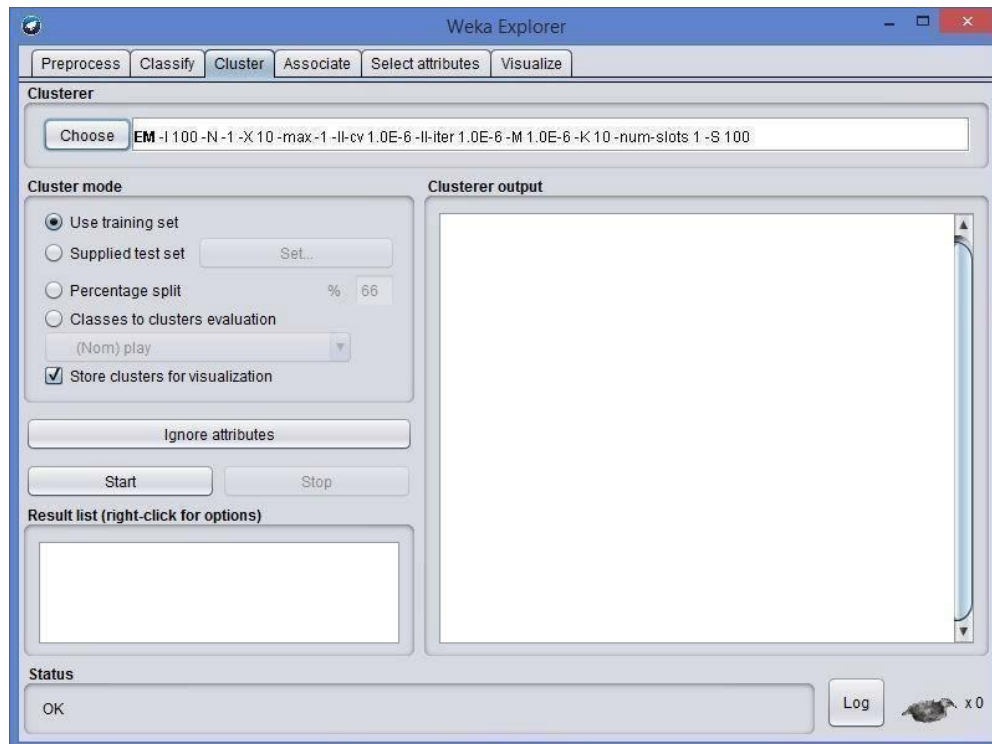 Weka Explorer
Preprocess Classify Cluster Associate Select attributes Visualize
Clusterer
Choose EM -I 100 -N -1 -X 10 -max -1 -ll-cv 1.0E-6 -ll-iter 1.0E-6 -M 1.0E-6 -K 10 -num-slots 1 -S 100
Cluster mode
Use training set
Supplied test set Set...
Percentage split % 66
Classes to clusters evaluation
(Nom) play
Store clusters for visualization
Ignore attributes
Start Stop
Result list (right-click for options)
Clusterer output
Status
OK
Log x 0